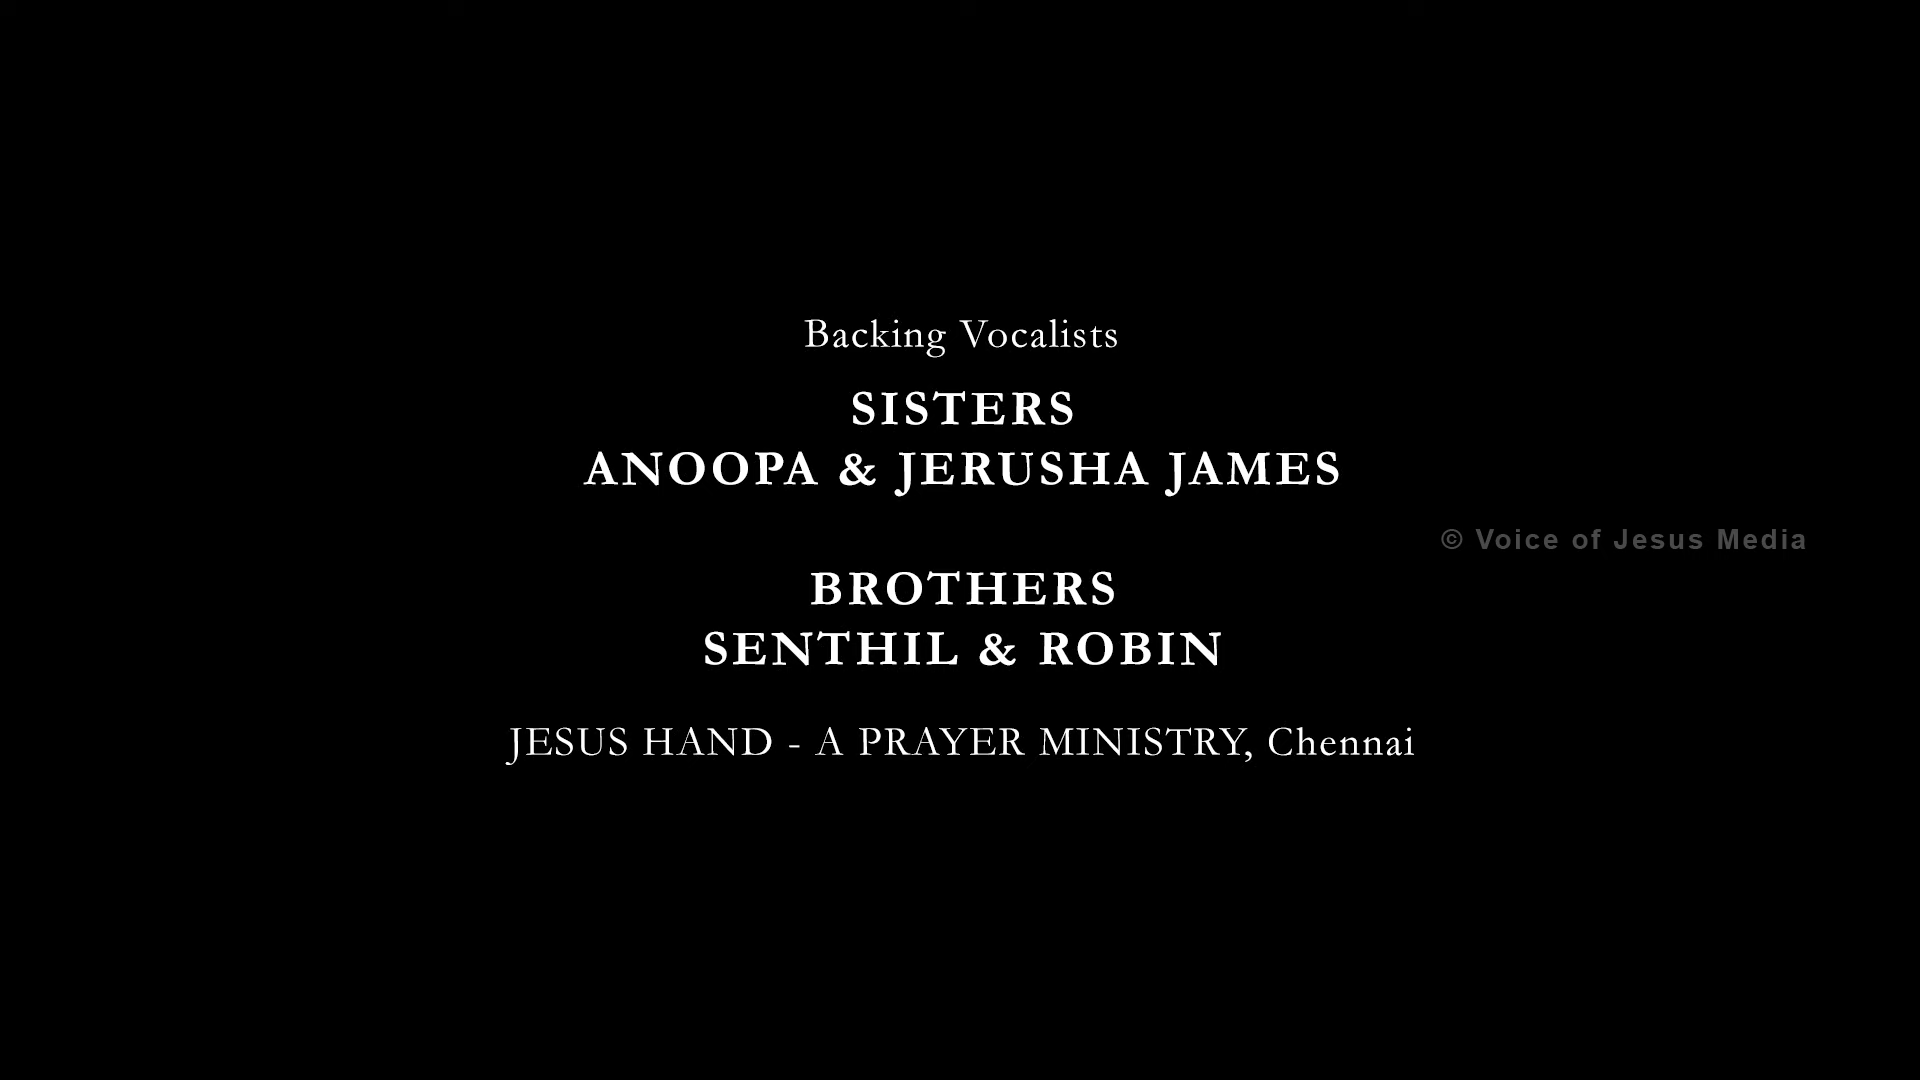 Backing Vocalists
SISTERS
ANOOPA & JERUSHA JAMES
© Voice of Jesus Media
BROTHERS
SENTHIL & ROBIN
JESUS HAND - A PRAYER MINISTRY, Chennai